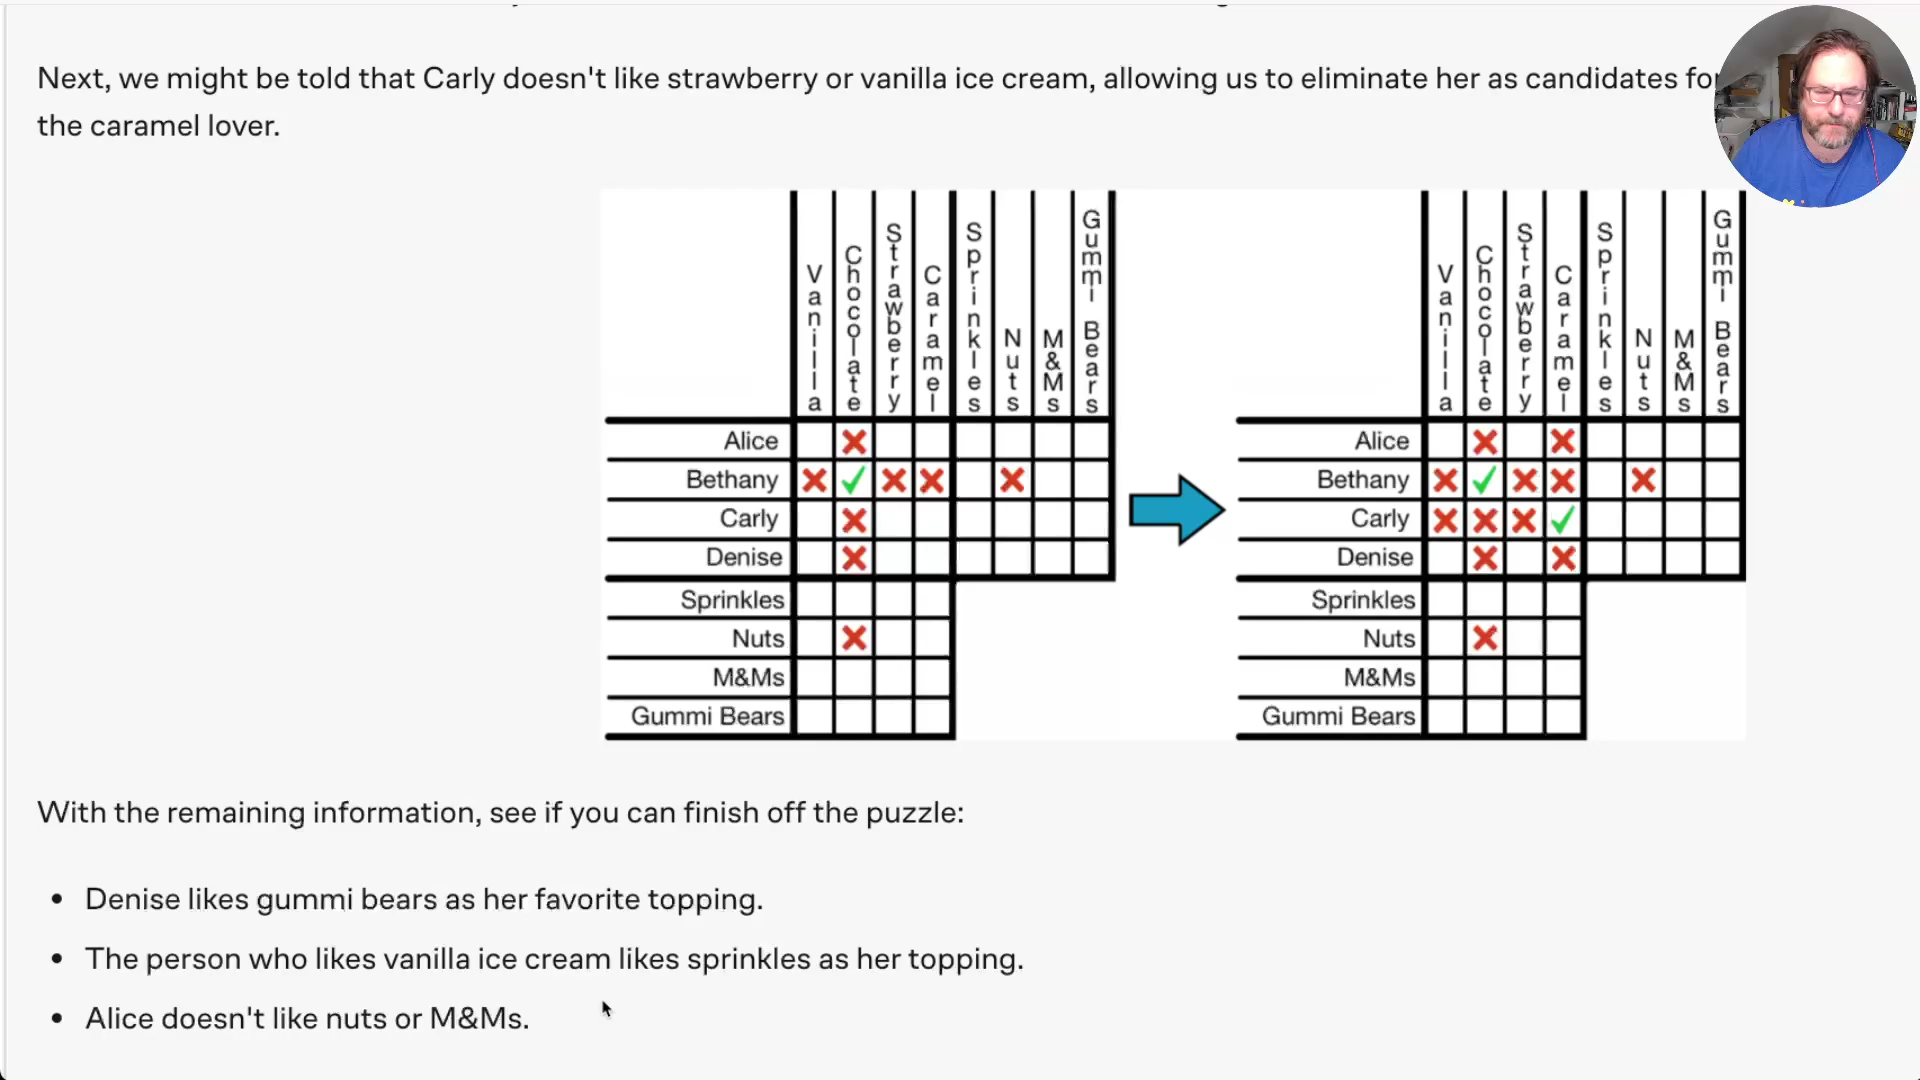 Next, we might be told that Carly doesn't like strawberry or vanilla ice cream, allowing us to eliminate her as candidates for
the caramel lover.
Vanilla Chocolate Strawberry Caramel Sprinkles Nuts M&Ms Gummi Bears
Alice
Bethany
Carly
Denise
Sprinkles
Nuts
M&Ms
Gummi Bears
Vanilla Chocolate Strawberry Caramel Sprinkles Nuts M&Ms Gummi Bears
Alice
Bethany
Carly
Denise
Sprinkles
Nuts
M&Ms
Gummi Bears
With the remaining information, see if you can finish off the puzzle:
• Denise likes gummi bears as her favorite topping.
• The person who likes vanilla ice cream likes sprinkles as her topping.
• Alice doesn't like nuts or M&Ms.